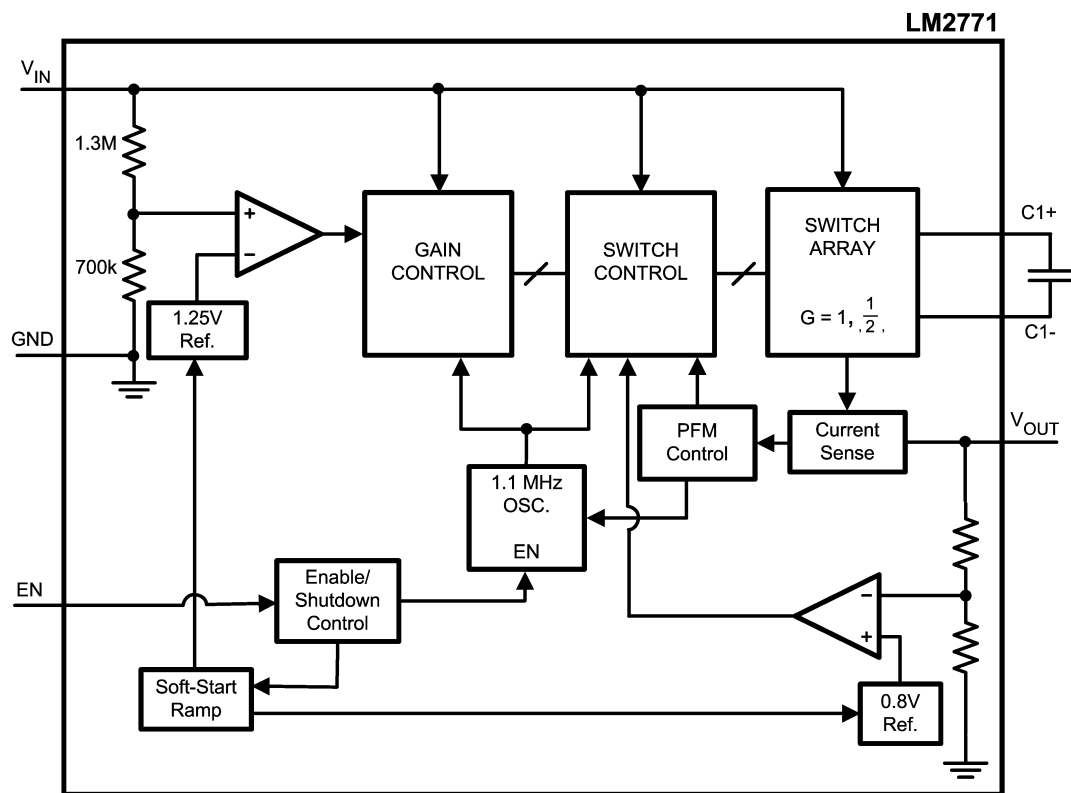 LM2771
VIN
1.3M
700k
GND
1.25V
Ref.
+
−
GAIN
CONTROL
SWITCH
CONTROL
SWITCH
ARRAY
G = 1, 1/2
C1+
C1-
PFM
Control
Current
Sense
VOUT
1.1 MHz
OSC.
EN
EN
Enable/
Shutdown
Control
Soft-Start
Ramp
−
+
0.8V
Ref.